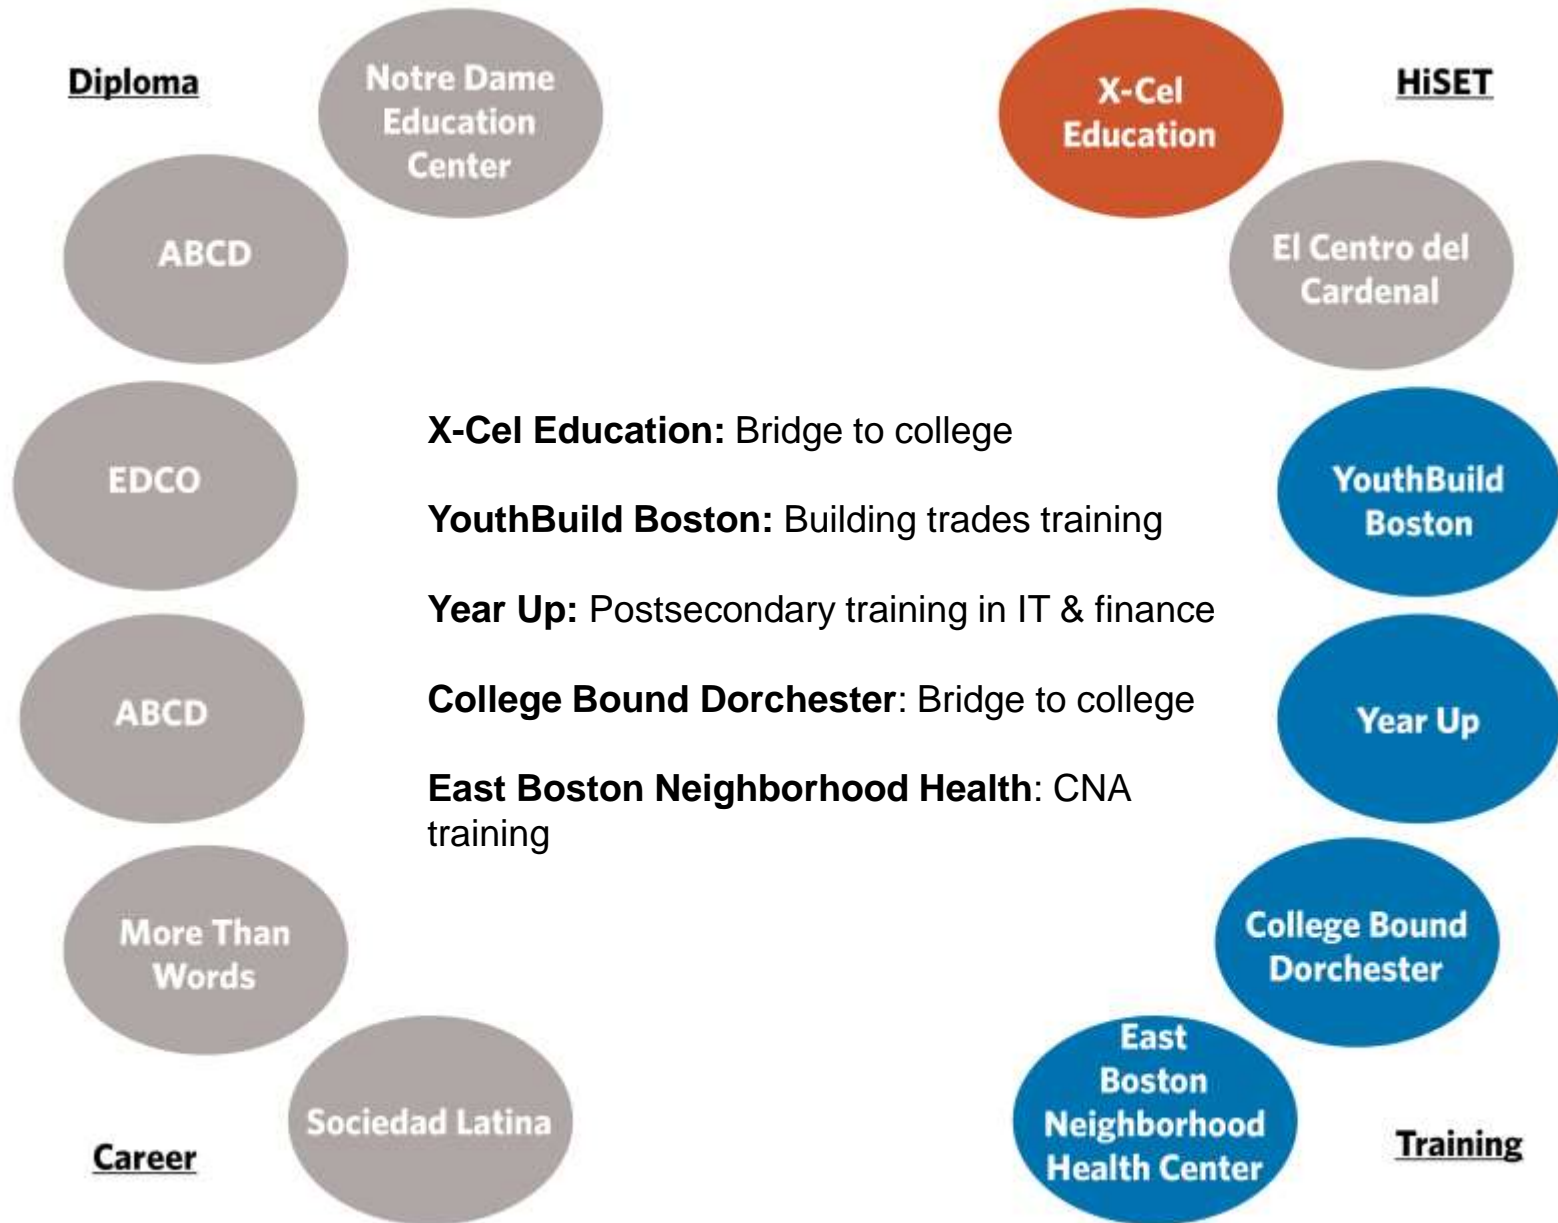 Diploma
Notre Dame
Education
Center
X-Cel
Education
HiSET
ABCD
El Centro del
Cardenal
EDCO
YouthBuild
Boston
ABCD
Year Up
X-Cel Education: Bridge to college
YouthBuild Boston: Building trades training
Year Up: Postsecondary training in IT & finance
College Bound Dorchester: Bridge to college
East Boston Neighborhood Health: CNA
training
More Than
Words
College Bound
Dorchester
Sociedad Latina
East
Boston
Neighborhood
Health Center
Career
Training